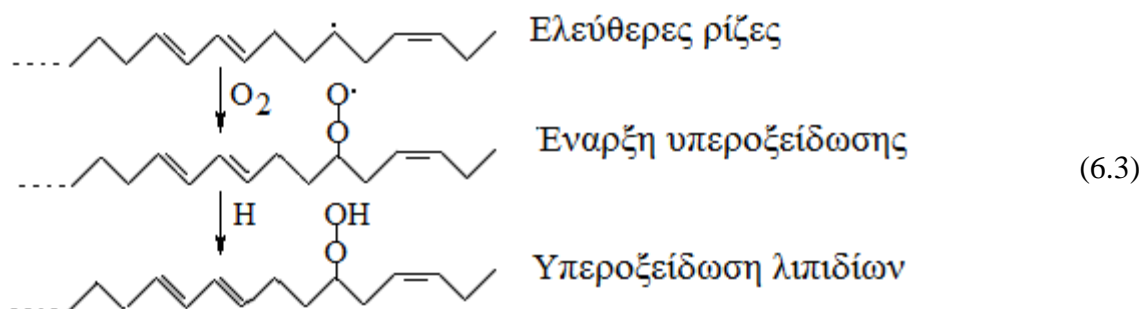 Ελεύθερες ρίζες
O2
O·
O
Έναρξη υπεροξείδωσης
(6.3)
H
OH
O
Υπεροξείδωση λιπιδίων